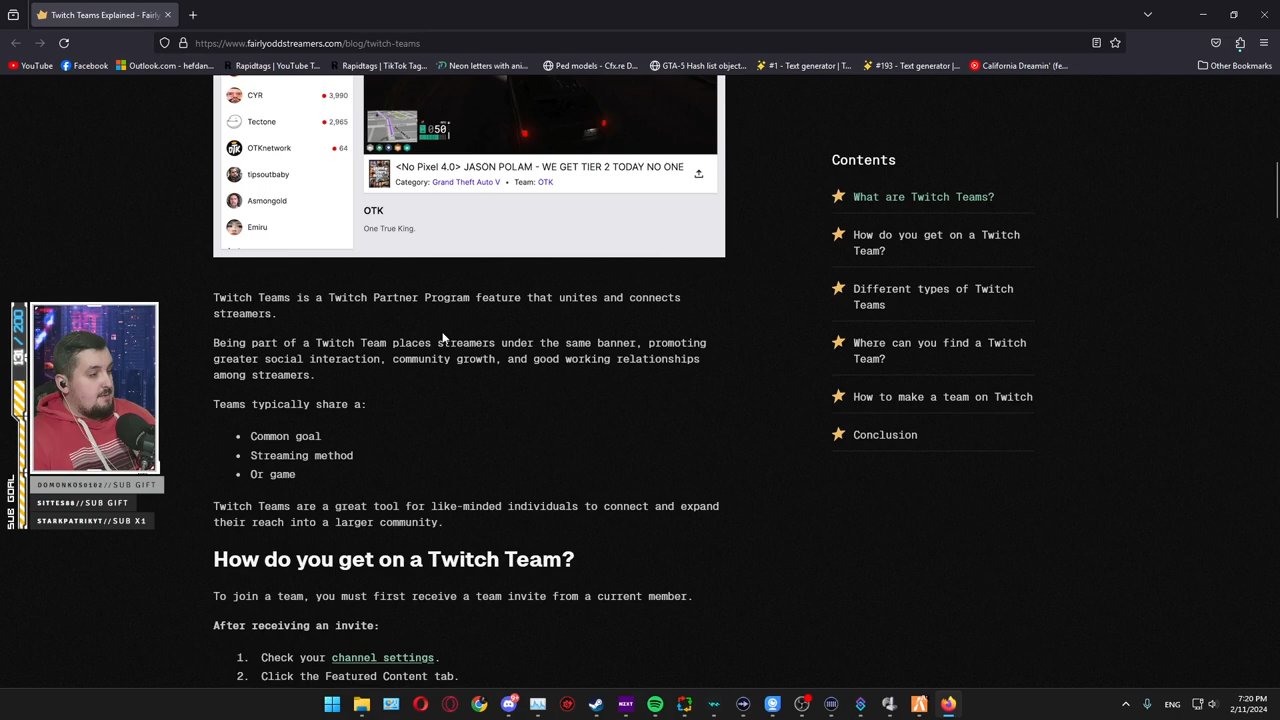 Twitch Teams Explained - Fairly
https://www.fairlyoddstreamers.com/blog/twitch-teams
YouTube
Facebook
Outlook.com - hefdan...
Rapidtags | YouTube T...
Rapidtags | TikTok Tag...
Neon letters with ani...
Ped models - Cfx.re D...
GTA-5 Hash list object...
#1 - Text generator | T...
#193 - Text generator ...
California Dreamin' (fe...
Other Bookmarks
CYR
3,990
Tectone
2,965
OTKnetwork
64
tipsoutbaby
Asmongold
Emiru
050
<No Pixel 4.0> JASON POLAM - WE GET TIER 2 TODAY NO ONE
Category: Grand Theft Auto V • Team: OTK
OTK
One True King.
Twitch Teams is a Twitch Partner Program feature that unites and connects
streamers.
Being part of a Twitch Team places streamers under the same banner, promoting
greater social interaction, community growth, and good working relationships
among streamers.
Teams typically share a:
• Common goal
• Streaming method
• Or game
Twitch Teams are a great tool for like-minded individuals to connect and expand
their reach into a larger community.
How do you get on a Twitch Team?
To join a team, you must first receive a team invite from a current member.
After receiving an invite:
1. Check your channel settings.
2. Click the Featured Content tab.
Contents
What are Twitch Teams?
How do you get on a Twitch
Team?
Different types of Twitch
Teams
Where can you find a Twitch
Team?
How to make a team on Twitch
Conclusion
SUB GOAL
/ 200
DOMONKOS0102//SUB GIFT
SITTES88//SUB GIFT
STARKPATRIKYT//SUB X1
ENG
7:20 PM
2/11/2024